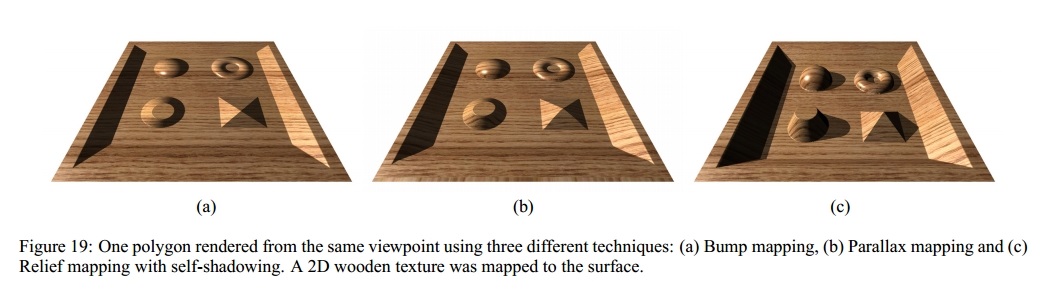 (a)
(b)
(c)
Figure 19: One polygon rendered from the same viewpoint using three different techniques: (a) Bump mapping, (b) Parallax mapping and (c)
Relief mapping with self-shadowing. A 2D wooden texture was mapped to the surface.